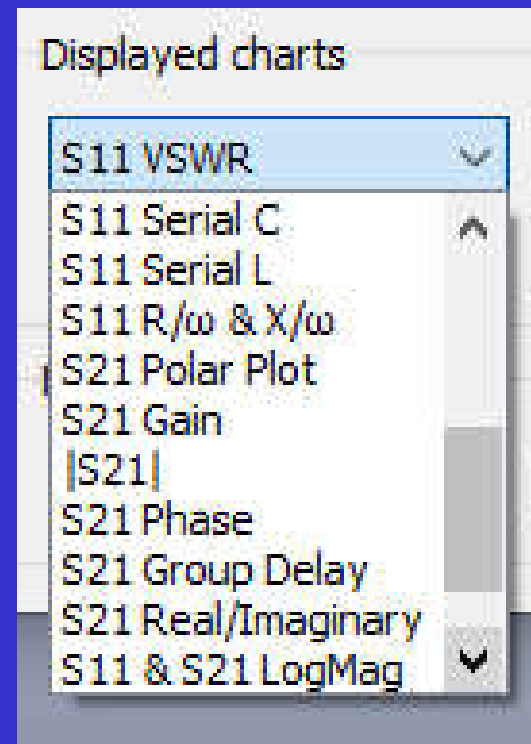 Displayed charts
S11 VSWR
S11 Serial C
S11 Serial L
S11 R/ω & X/ω
S21 Polar Plot
S21 Gain
|S21|
S21 Phase
S21 Group Delay
S21 Real/Imaginary
S11 & S21 LogMag